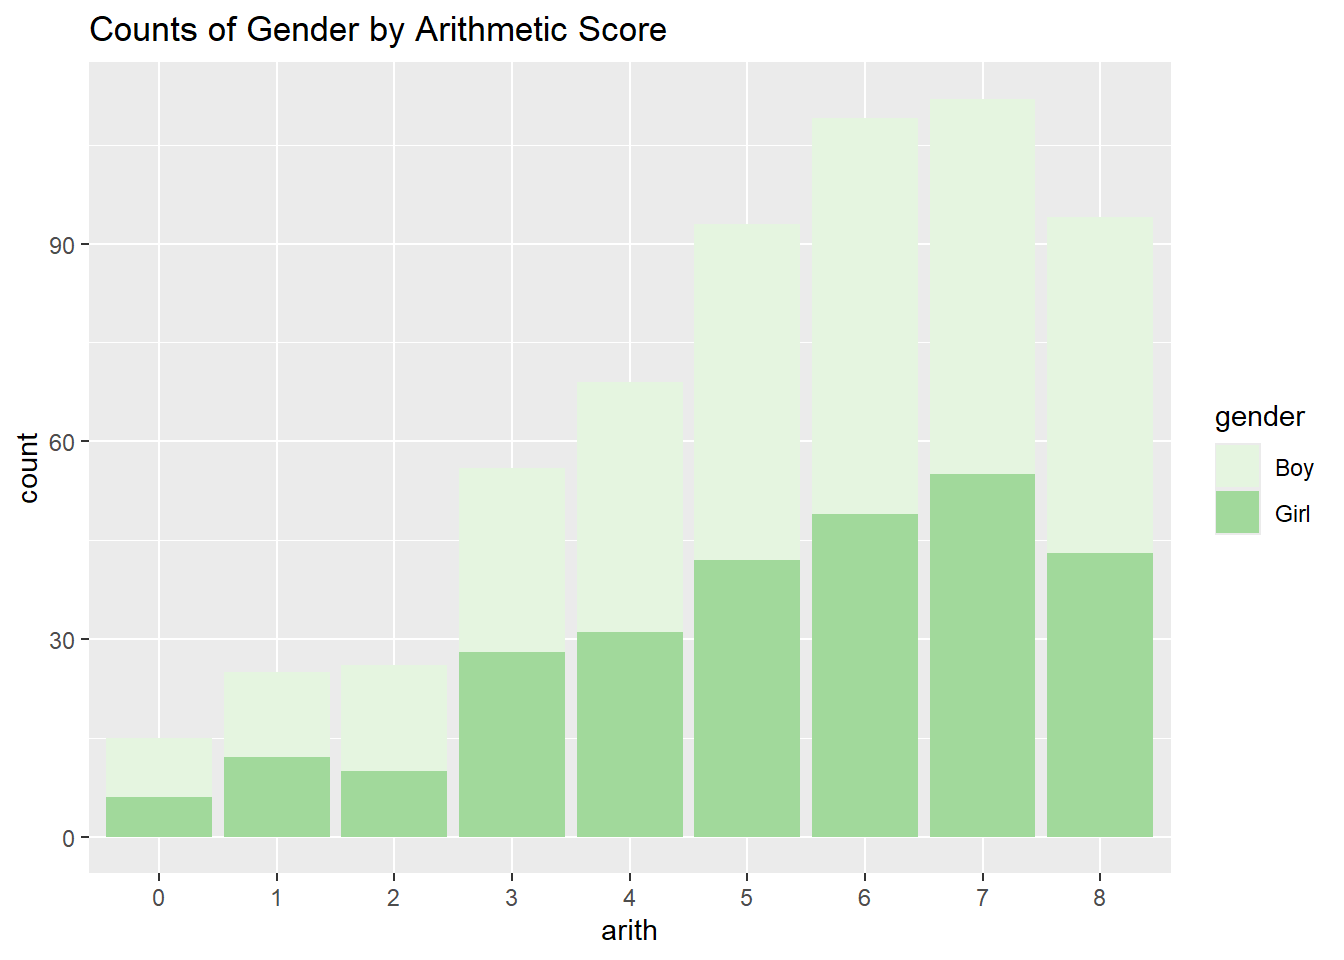 Counts of Gender by Arithmetic Score
count
90
60
30
0
0 1 2 3 4 5 6 7 8
arith
gender
Boy
Girl